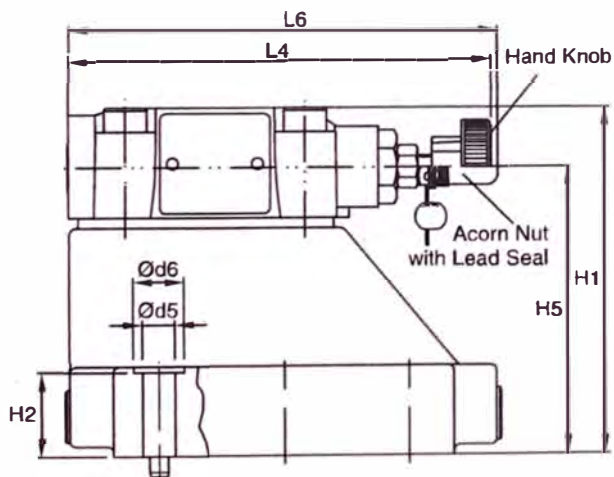 L6
L4
Hand Knob
Acorn Nut
with Lead Seal
H1
H5
Ød6
Ød5
H2